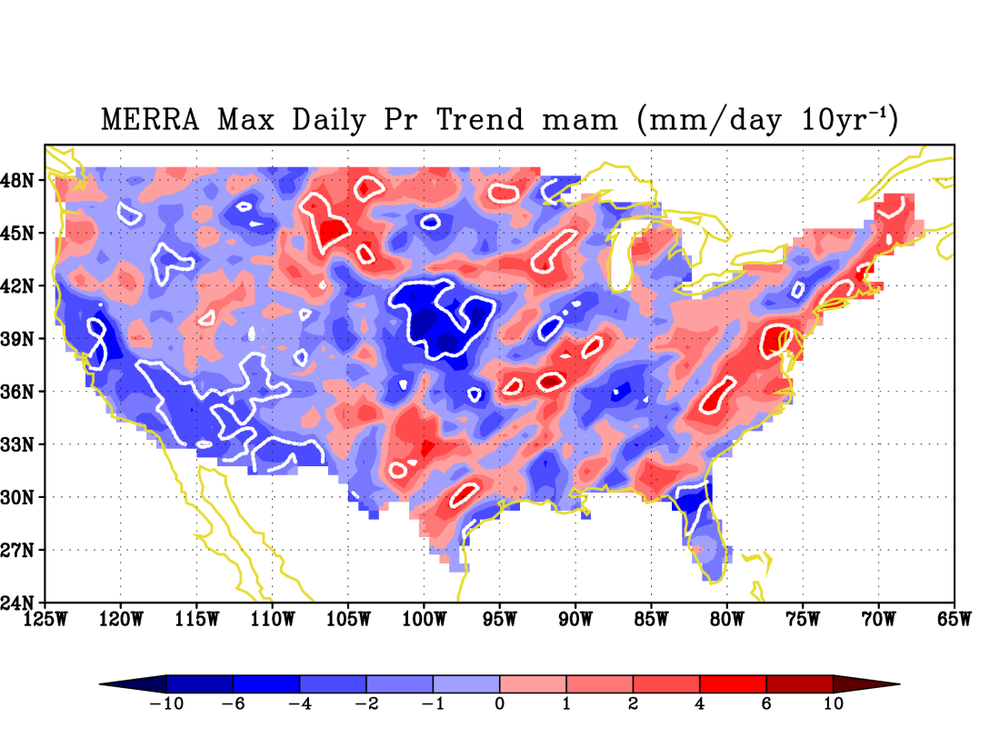 MERRA Max Daily Pr Trend mam (mm/day 10yr⁻¹)
48N
45N
42N
39N
36N
33N
30N
27N
24N
125W 120W 115W 110W 105W 100W 95W 90W 85W 80W 75W 70W 65W
−10 −6 −4 −2 −1 0 1 2 4 6 10